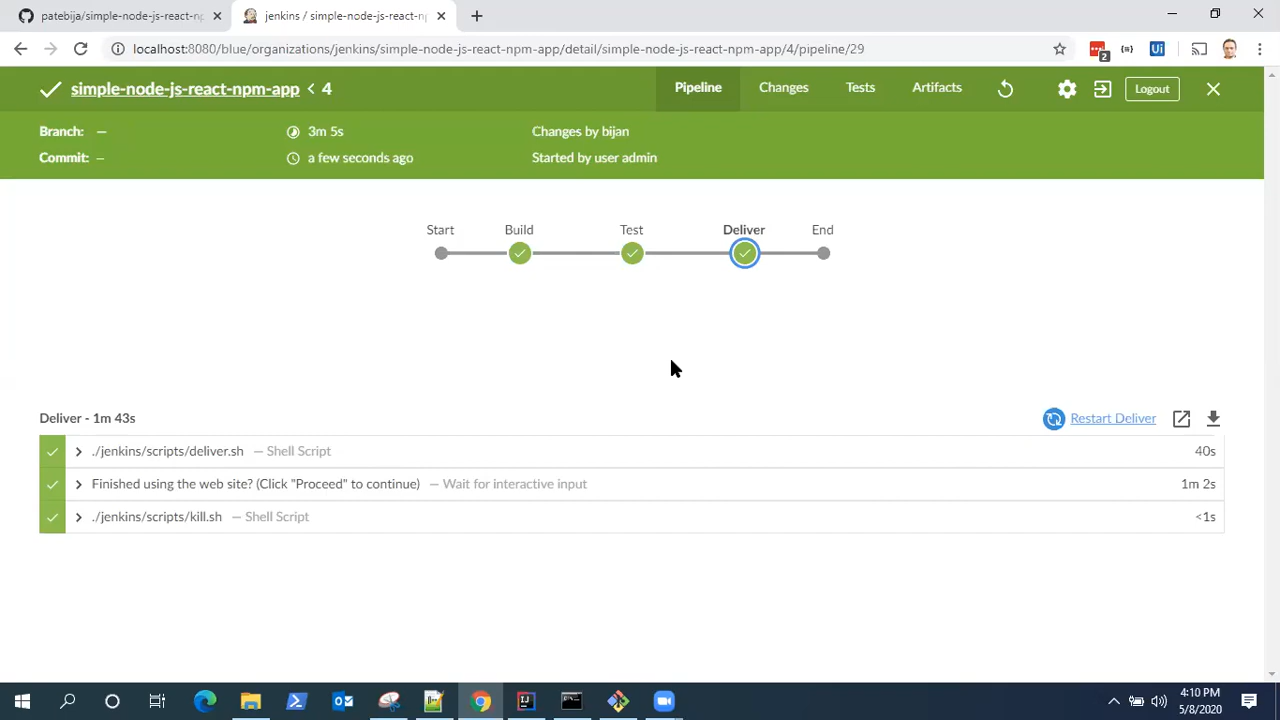 patebija/simple-node-js-react-n
jenkins / simple-node-js-react-np
localhost:8080/blue/organizations/jenkins/simple-node-js-react-npm-app/detail/simple-node-js-react-npm-app/4/pipeline/29
2
Ui
simple-node-js-react-npm-app < 4
Pipeline
Changes
Tests
Artifacts
Logout
Branch: —
3m 5s
Changes by bijan
Commit: –
a few seconds ago
Started by user admin
Start
Build
Test
Deliver
End
Deliver - 1m 43s
Restart Deliver
./jenkins/scripts/deliver.sh — Shell Script 40s
Finished using the web site? (Click "Proceed" to continue) — Wait for interactive input 1m 2s
./jenkins/scripts/kill.sh — Shell Script <1s
4:10 PM
5/8/2020